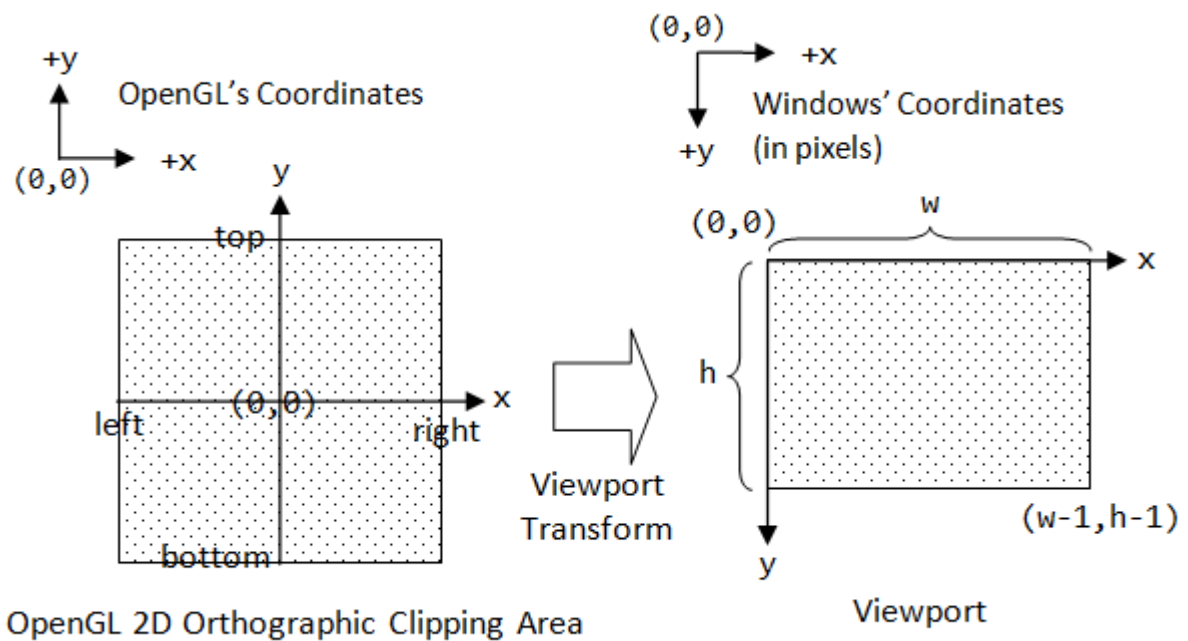 +y
OpenGL's Coordinates
+x
(0,0)
y
top
(0,0)
x
left
right
bottom
OpenGL 2D Orthographic Clipping Area
Viewport
Transform
(0,0)
+x
Windows' Coordinates
(in pixels)
+y
w
(0,0)
x
h
(w-1,h-1)
y
Viewport